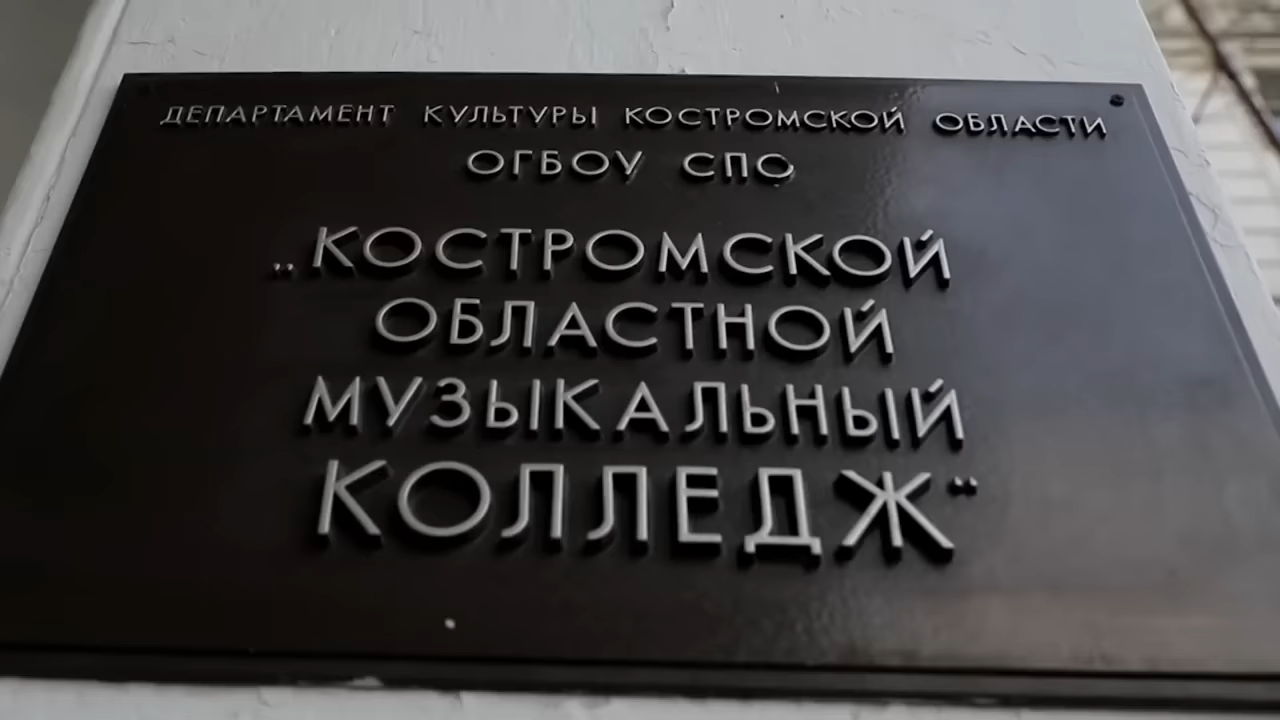 ДЕПАРТАМЕНТ КУЛЬТУРЫ КОСТРОМСКОЙ ОБЛАСТИ
ОГБОУ СПО
„КОСТРОМСКОЙ
ОБЛАСТНОЙ
МУЗЫКАЛЬНЫЙ
КОЛЛЕДЖ“